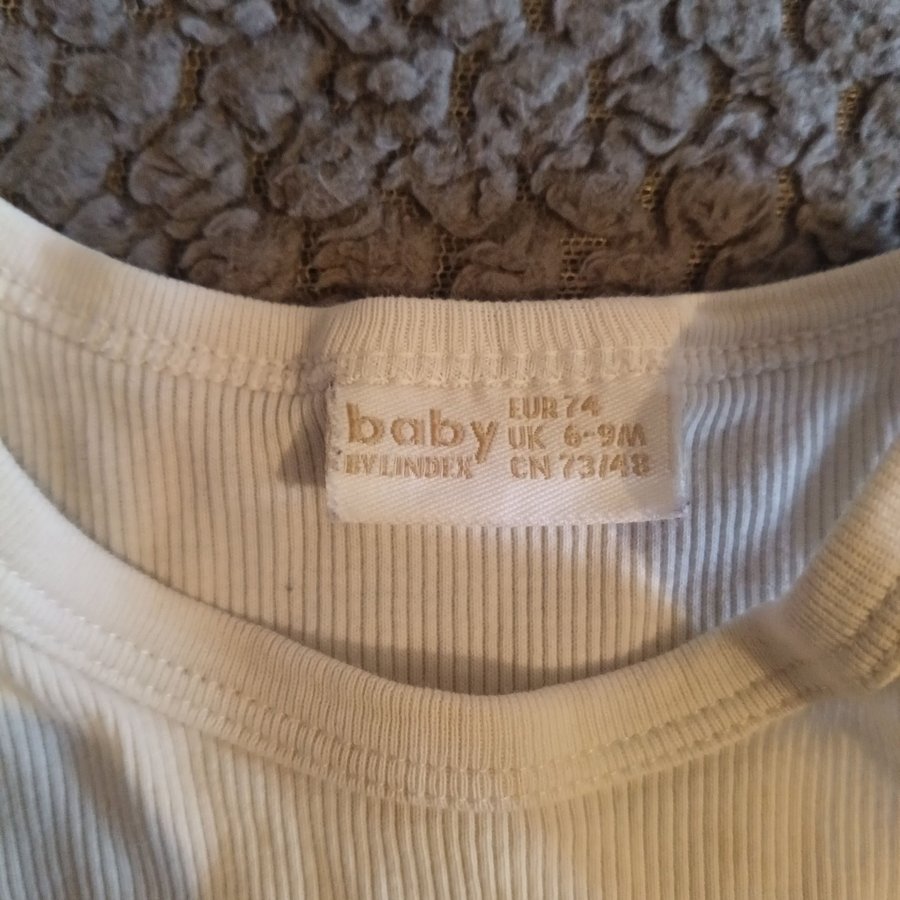 baby
BY LINDEX
EUR 74
UK 6-9M
CN 73/48